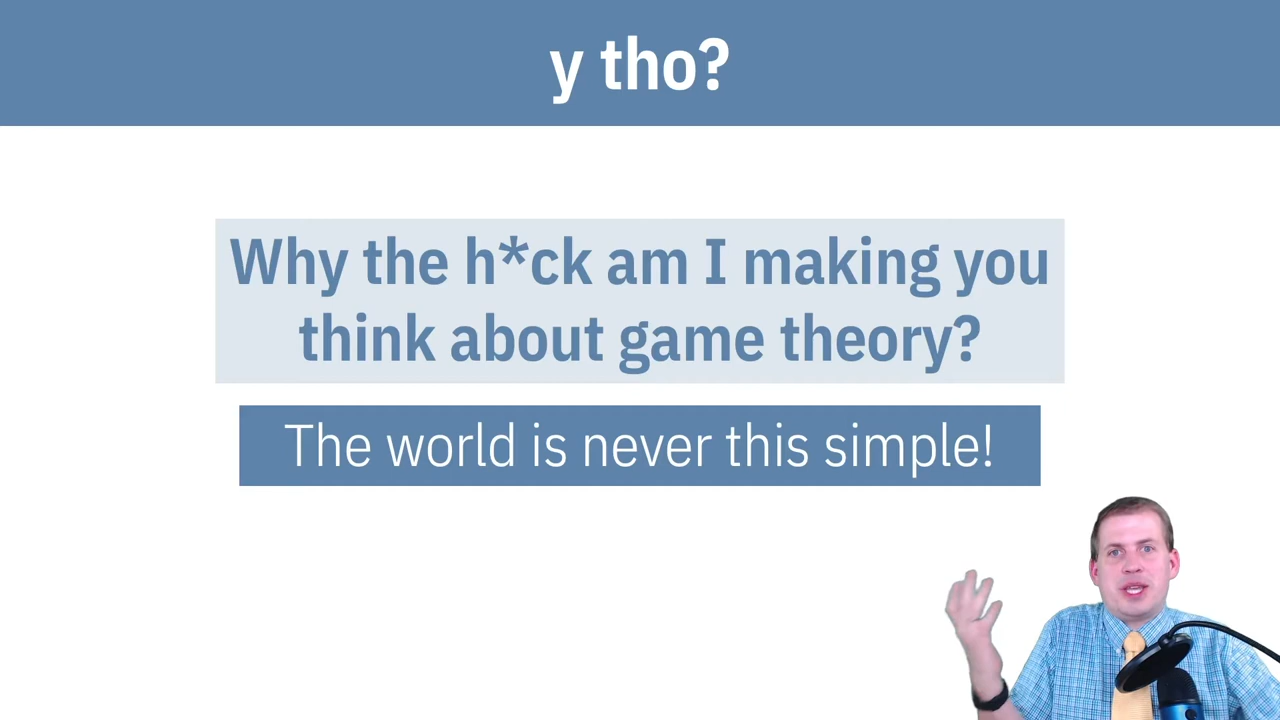 y tho?
Why the h*ck am I making you
think about game theory?
The world is never this simple!